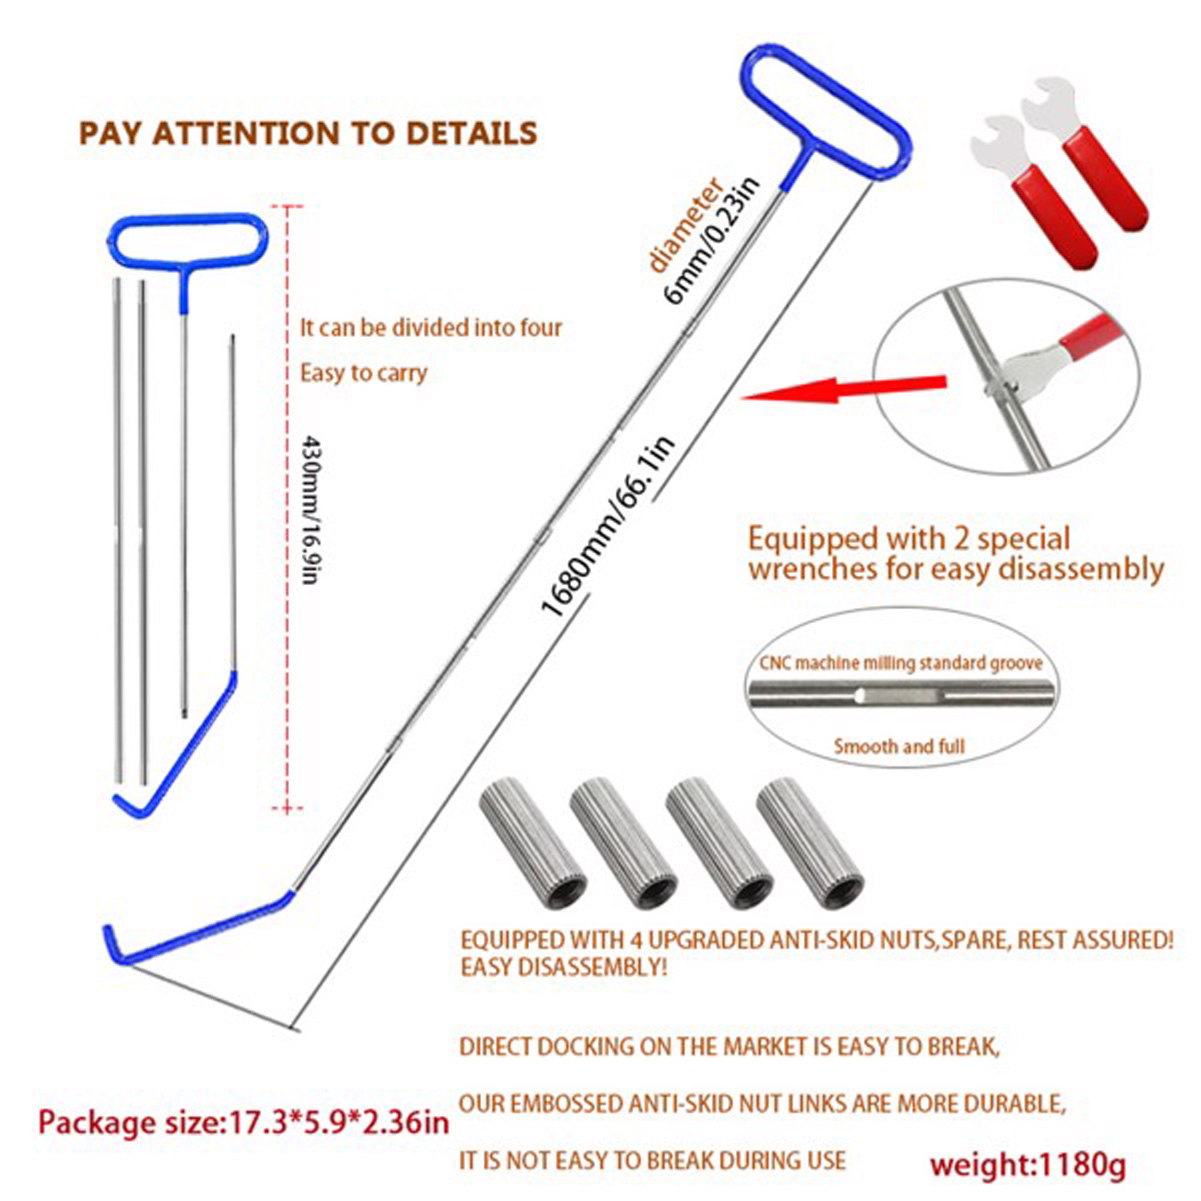 PAY ATTENTION TO DETAILS
diameter
6mm/0.23in
It can be divided into four
Easy to carry
430mm/16.9in
1680mm/66.1in
Equipped with 2 special
wrenches for easy disassembly
CNC machine milling standard groove
Smooth and full
EQUIPPED WITH 4 UPGRADED ANTI-SKID NUTS,SPARE, REST ASSURED!
EASY DISASSEMBLY!
DIRECT DOCKING ON THE MARKET IS EASY TO BREAK,
OUR EMBOSSED ANTI-SKID NUT LINKS ARE MORE DURABLE,
IT IS NOT EASY TO BREAK DURING USE
Package size:17.3*5.9*2.36in
weight:1180g